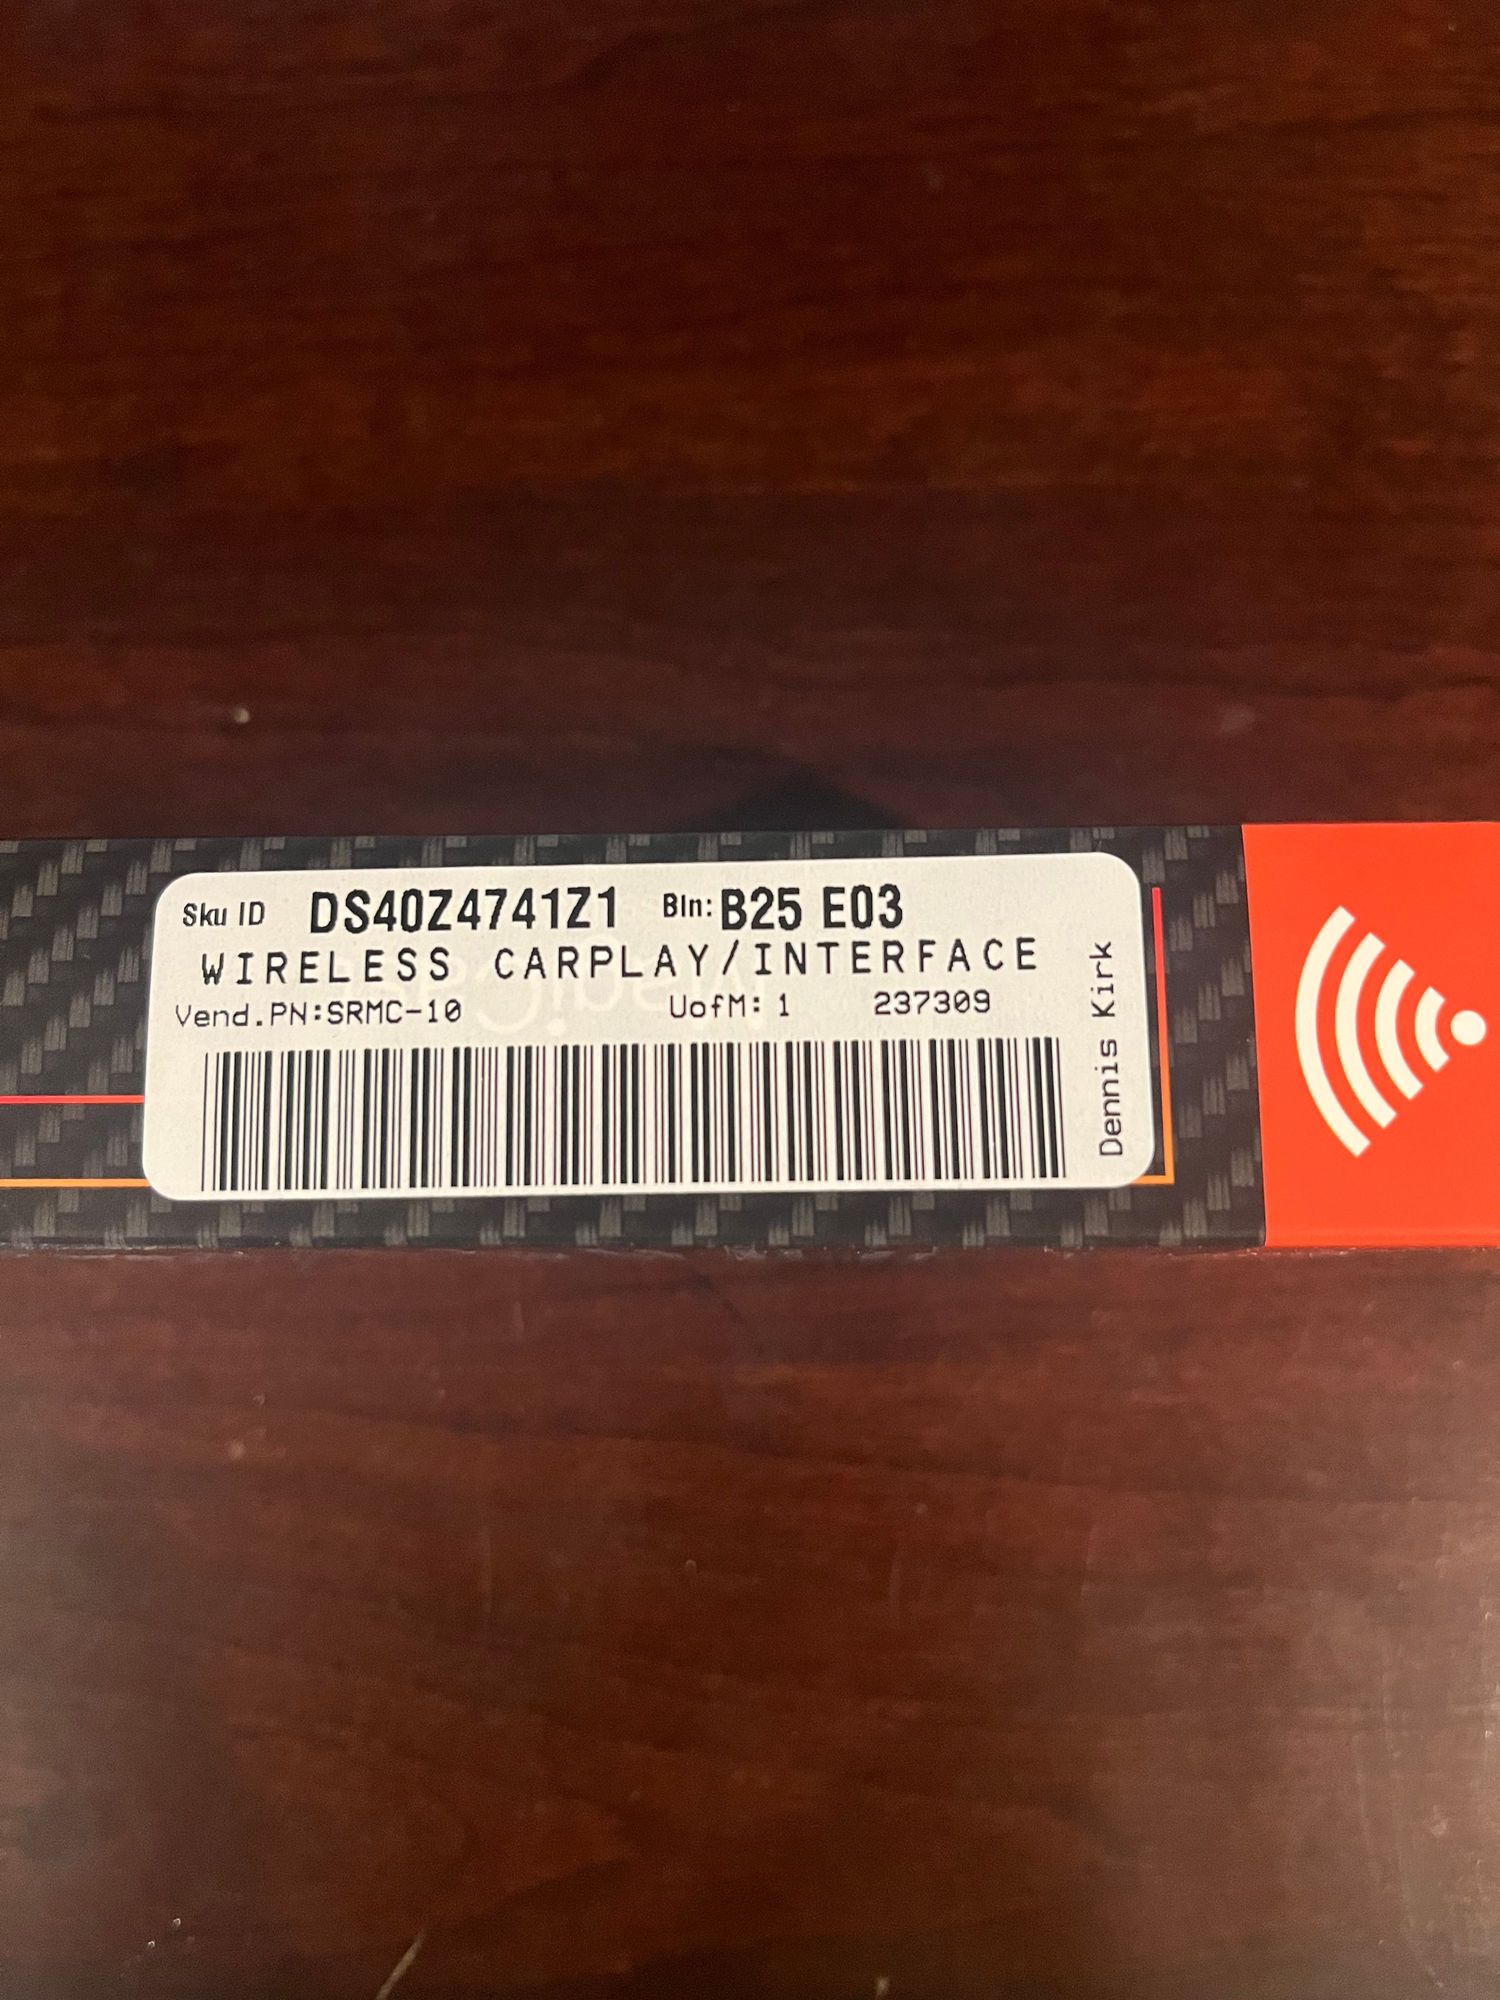 Sku ID DS40Z4741Z1 Bin: B25 E03
WIRELESS CARPLAY/INTERFACE
Vend.PN:SRMC-10 UofM: 1 237309
Dennis Kirk